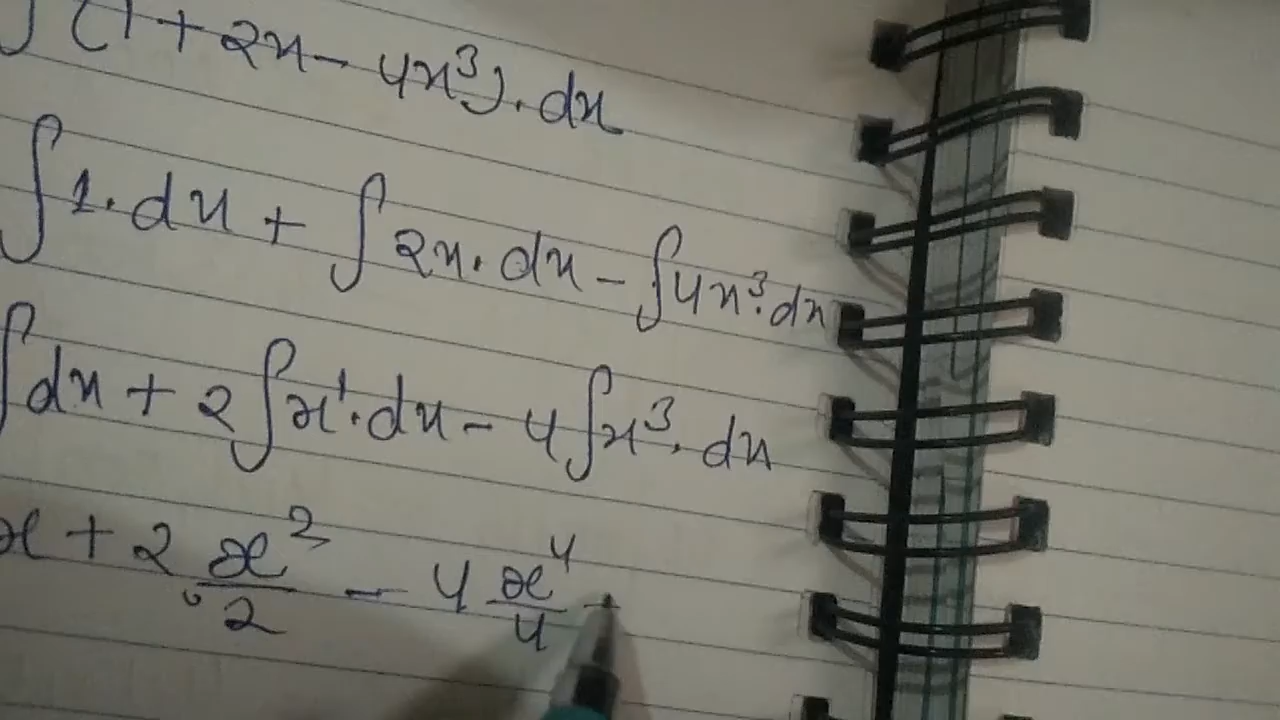 ∫(1 + 2x - 4x³).dx
∫1.dx + ∫2x.dx - ∫4x³.dx
∫dx + 2∫x¹.dx - 4∫x³.dx
x + 2.x²/2 - 4 x⁴/4 -